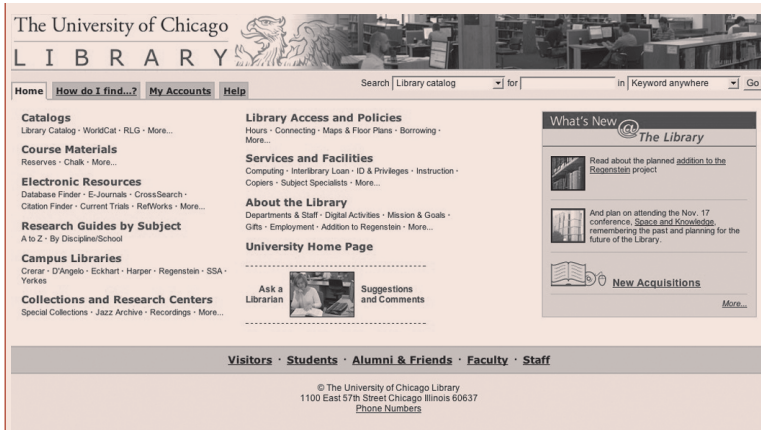 The University of Chicago
LIBRARY
Home How do I find...? My Accounts Help
Search Library catalog for in Keyword anywhere Go
Catalogs
Library Catalog · WorldCat · RLG · More...
Course Materials
Reserves · Chalk · More...
Electronic Resources
Database Finder · E-Journals · CrossSearch ·
Citation Finder · Current Trials · RefWorks · More...
Research Guides by Subject
A to Z · By Discipline/School
Campus Libraries
Crerar · D'Angelo · Eckhart · Harper · Regenstein · SSA ·
Yerkes
Collections and Research Centers
Special Collections · Jazz Archive · Recordings · More...
Library Access and Policies
Hours · Connecting · Maps & Floor Plans · Borrowing ·
More...
Services and Facilities
Computing · Interlibrary Loan · ID & Privileges · Instruction ·
Copiers · Subject Specialists · More...
About the Library
Departments & Staff · Digital Activities · Mission & Goals ·
Gifts · Employment · Addition to Regenstein · More...
University Home Page
Ask a
Librarian
Suggestions
and Comments
What's New @
The Library
Read about the planned addition to the
Regenstein project
And plan on attending the Nov. 17
conference, Space and Knowledge,
remembering the past and planning for the
future of the Library.
New Acquisitions
More...
Visitors · Students · Alumni & Friends · Faculty · Staff
© The University of Chicago Library
1100 East 57th Street Chicago Illinois 60637
Phone Numbers